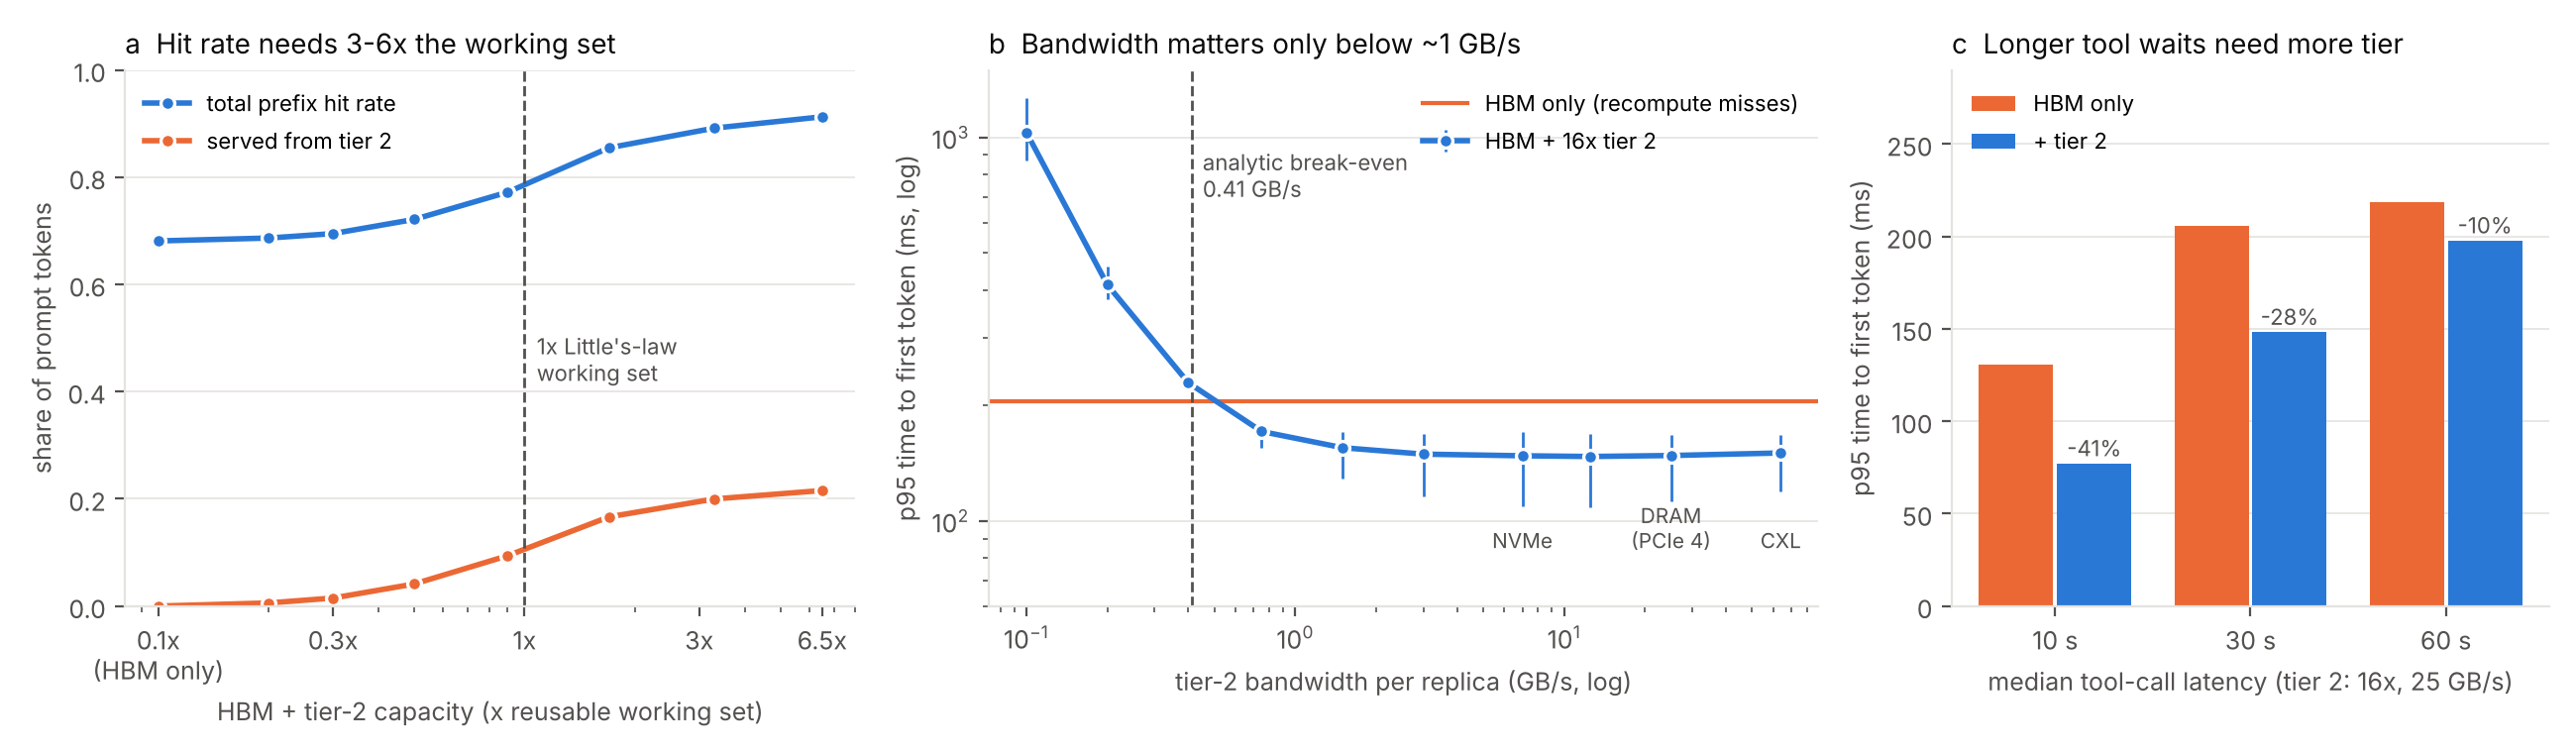 a Hit rate needs 3-6x the working set
1.0
0.8
0.6
0.4
0.2
0.0
share of prompt tokens
total prefix hit rate
served from tier 2
1x Little's-law
working set
0.1x
(HBM only)
0.3x
1x
3x
6.5x
HBM + tier-2 capacity (x reusable working set)
b Bandwidth matters only below ~1 GB/s
10³
10²
p95 time to first token (ms, log)
HBM only (recompute misses)
HBM + 16x tier 2
analytic break-even
0.41 GB/s
NVMe
DRAM
(PCIe 4)
CXL
10⁻¹
10⁰
10¹
tier-2 bandwidth per replica (GB/s, log)
c Longer tool waits need more tier
250
200
150
100
50
0
p95 time to first token (ms)
HBM only
+ tier 2
-41%
-28%
-10%
10 s
30 s
60 s
median tool-call latency (tier 2: 16x, 25 GB/s)